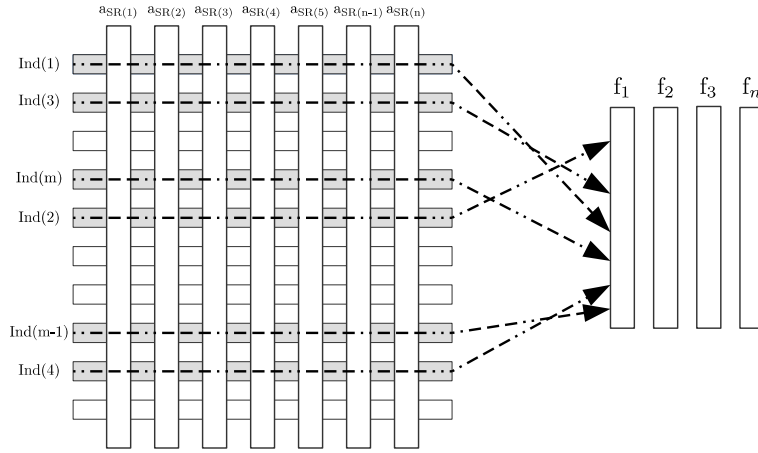 a_SR(1) a_SR(2) a_SR(3) a_SR(4) a_SR(5) a_SR(n-1) a_SR(n)
Ind(1)
Ind(3)
Ind(m)
Ind(2)
Ind(m-1)
Ind(4)
f_1 f_2 f_3 f_n